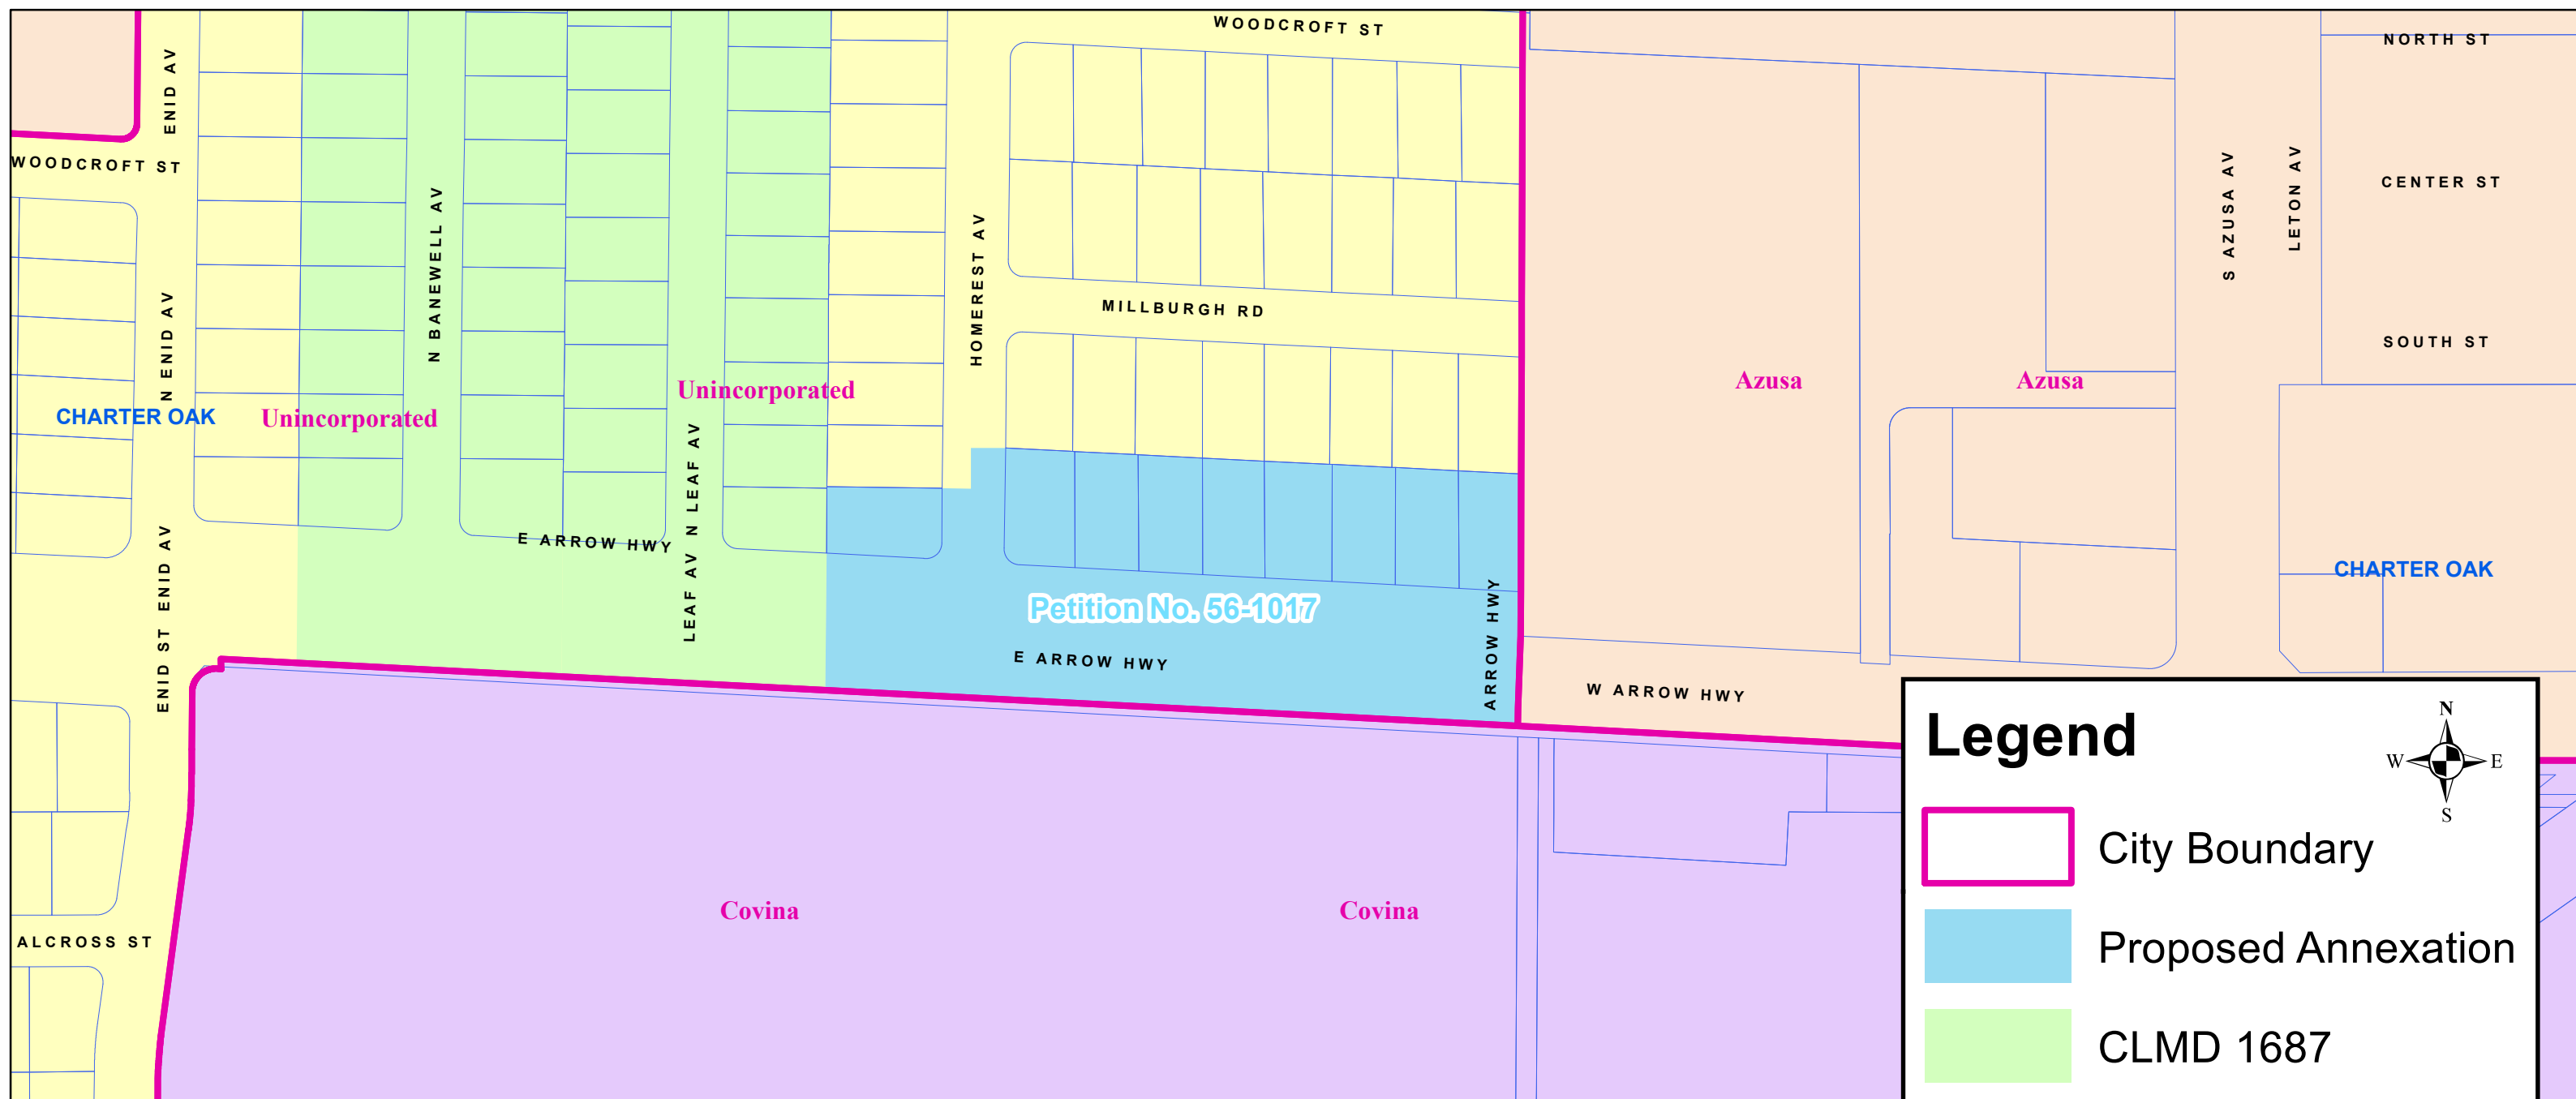 WOODCROFT ST
NORTH ST
ENID AV
WOODCROFT ST
CENTER ST
S AZUSA AV
LETON AV
N BANEWELL AV
HOMEREST AV
MILLBURGH RD
N ENID AV
SOUTH ST
Unincorporated
Azusa
Azusa
CHARTER OAK
Unincorporated
N LEAF AV
LEAF AV
E ARROW HWY
ENID AV
ENID ST
CHARTER OAK
Petition No. 56-1017
ARROW HWY
E ARROW HWY
W ARROW HWY
Covina
Covina
ALCROSS ST
Legend
N
W E
S
City Boundary
Proposed Annexation
CLMD 1687